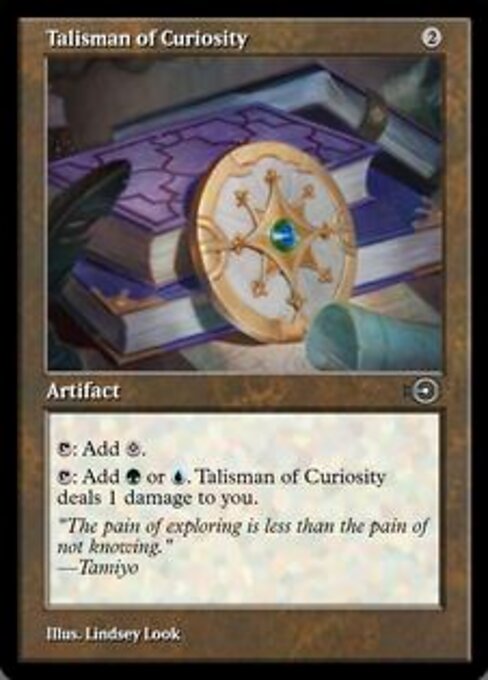 Talisman of Curiosity 2
Artifact
: Add .
: Add or . Talisman of Curiosity
deals 1 damage to you.
"The pain of exploring is less than the pain of
not knowing."
—Tamiyo
Illus. Lindsey Look